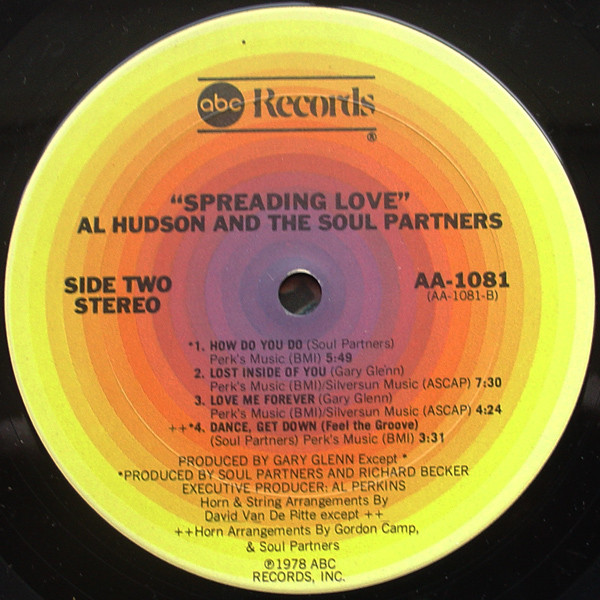 abc Records
®
"SPREADING LOVE"
AL HUDSON AND THE SOUL PARTNERS
SIDE TWO
STEREO
AA-1081
(AA-1081-B)
*1. HOW DO YOU DO (Soul Partners)
Perk's Music (BMI) 5:49
2. LOST INSIDE OF YOU (Gary Glenn)
Perk's Music (BMI)/Silversun Music (ASCAP) 7:30
3. LOVE ME FOREVER (Gary Glenn)
Perk's Music (BMI)/Silversun Music (ASCAP) 4:24
++*4. DANCE, GET DOWN (Feel the Groove)
(Soul Partners) Perk's Music (BMI) 3:31
PRODUCED BY GARY GLENN Except *
*PRODUCED BY SOUL PARTNERS AND RICHARD BECKER
EXECUTIVE PRODUCER: AL PERKINS
Horn & String Arrangements By
David Van De Pitte except ++
++Horn Arrangements By Gordon Camp,
& Soul Partners
℗1978 ABC
RECORDS, INC.